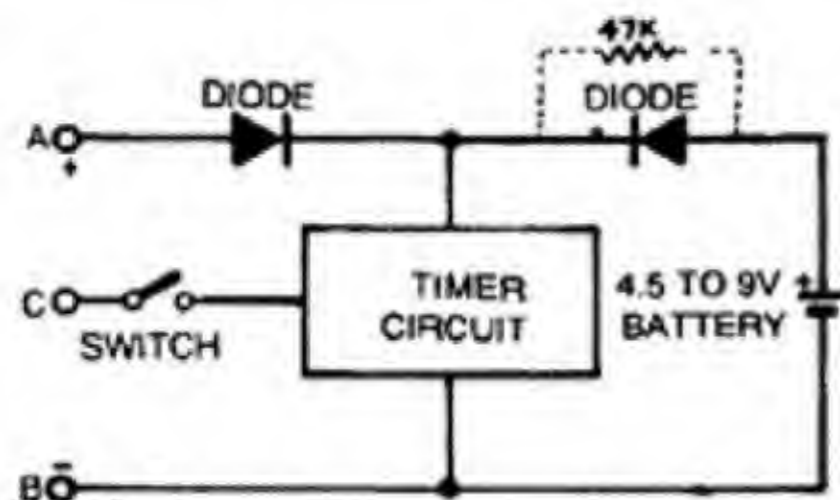 47K
DIODE
DIODE
A
+
C
SWITCH
TIMER
CIRCUIT
4.5 TO 9V +
BATTERY
B -